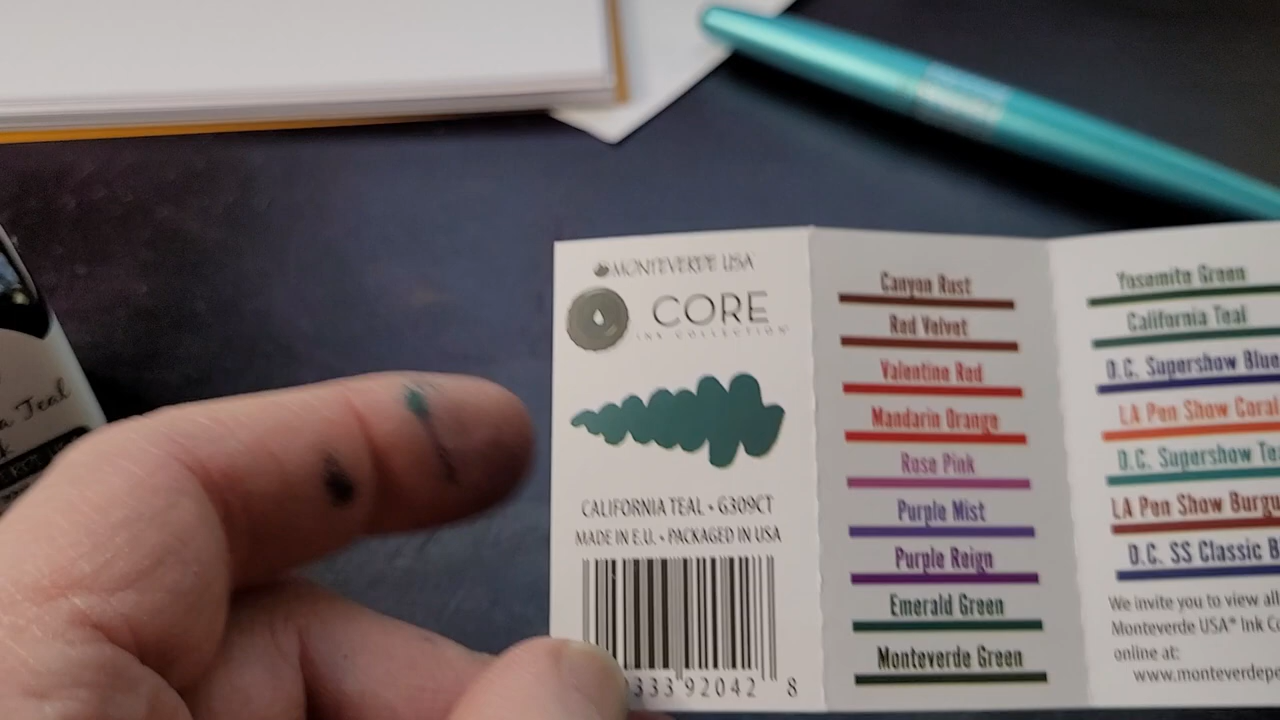 MONTEVERDE USA
CORE
INK COLLECTION
CALIFORNIA TEAL • G309CT
MADE IN E.U. • PACKAGED IN USA
333 92042 8
Canyon Rust
Red Velvet
Valentine Red
Mandarin Orange
Rose Pink
Purple Mist
Purple Reign
Emerald Green
Monteverde Green
Yosemite Green
California Teal
D.C. Supershow Blue
LA Pen Show Coral
D.C. Supershow Te
LA Pen Show Burgu
D.C. SS Classic B
We invite you to view all
Monteverde USA® Ink Co
online at:
www.monteverdepe
a Teal